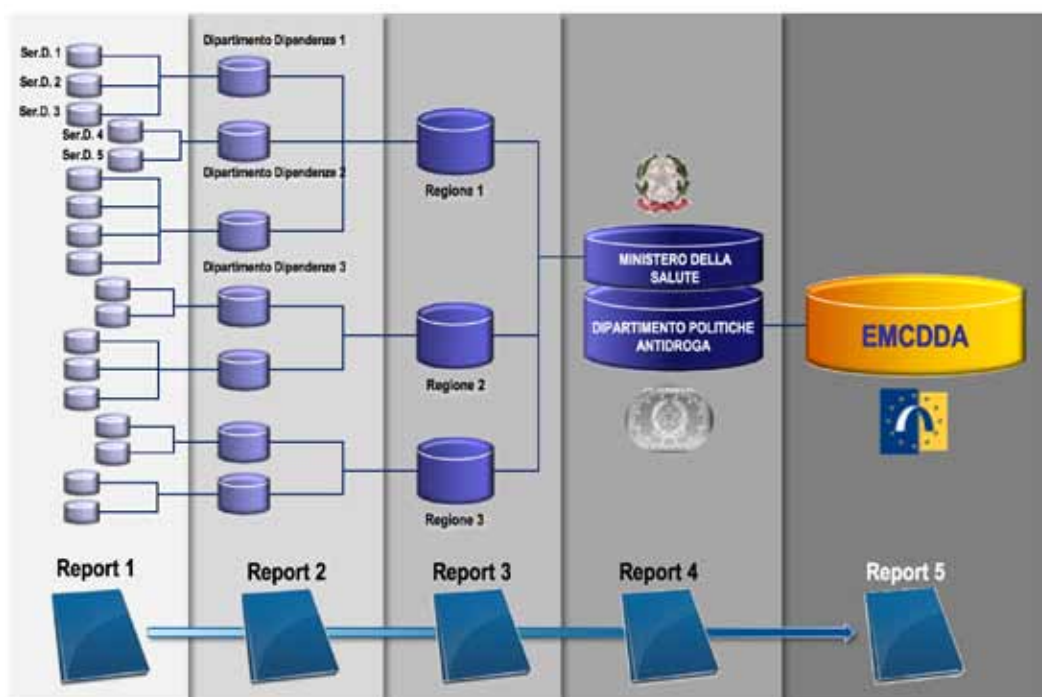 Ser.D. 1
Ser.D. 2
Ser.D. 3
Ser.D. 4
Ser.D. 5
Dipartimento Dipendenze 1
Dipartimento Dipendenze 2
Dipartimento Dipendenze 3
Regione 1
Regione 2
Regione 3
MINISTERO DELLA
SALUTE
DIPARTIMENTO POLITICHE
ANTIDROGA
EMCDDA
Report 1
Report 2
Report 3
Report 4
Report 5